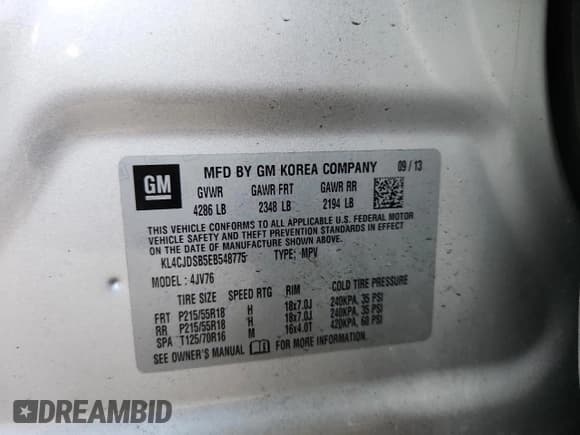 GM
MFD BY GM KOREA COMPANY 09 / 13
GVWR GAWR FRT GAWR RR
4286 LB 2348 LB 2194 LB
THIS VEHICLE CONFORMS TO ALL APPLICABLE U.S. FEDERAL MOTOR
VEHICLE SAFETY AND THEFT PREVENTION STANDARDS IN EFFECT
ON THE DATE OF MANUFACTURE SHOWN ABOVE.
KL4CJDSB5EB548775 TYPE: MPV
MODEL : 4JV76
TIRE SIZE SPEED RTG RIM COLD TIRE PRESSURE
FRT P215/55R18 H 18x7.0J 240KPA, 35 PSI
RR P215/55R18 H 18x7.0J 240KPA, 35 PSI
SPA T125/70R16 M 16x4.0T 420KPA, 60 PSI
SEE OWNER'S MANUAL FOR MORE INFORMATION.
DREAMBID